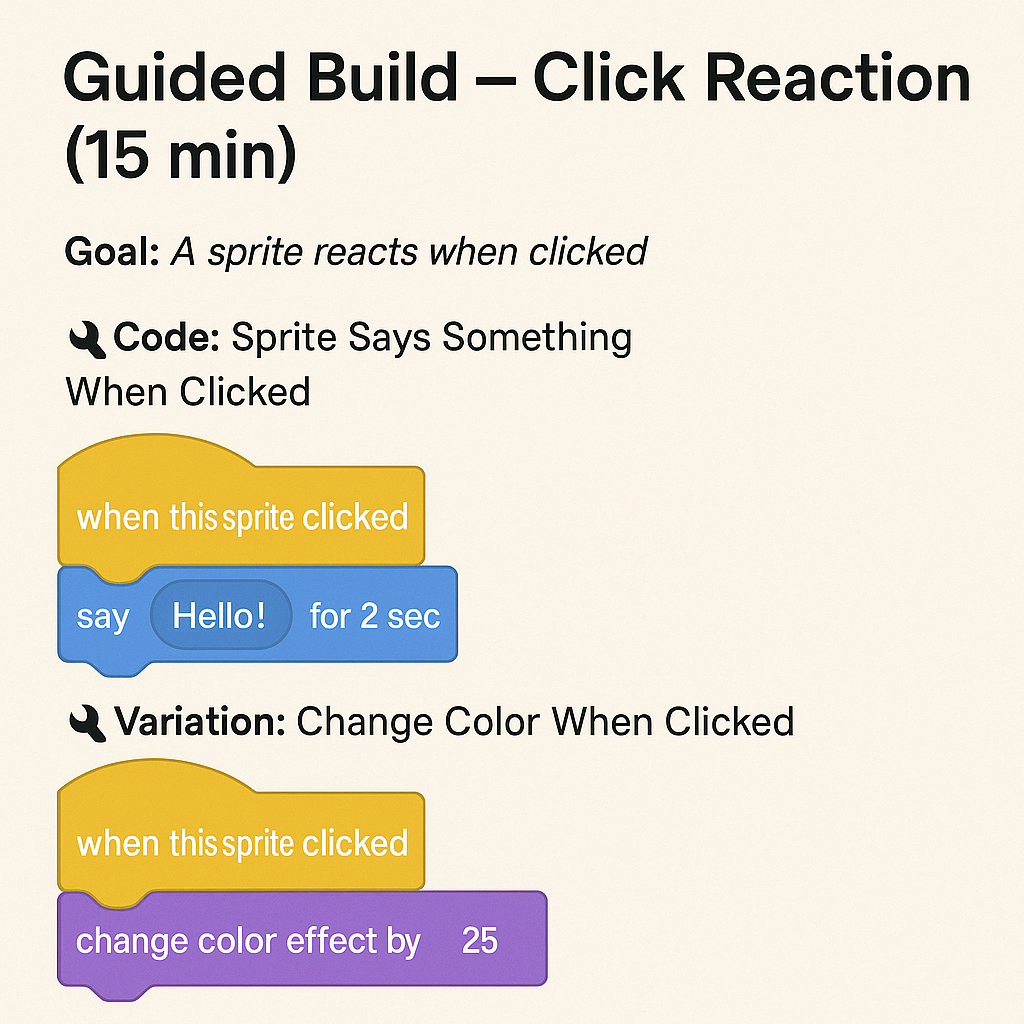 Guided Build – Click Reaction
(15 min)
Goal: A sprite reacts when clicked
Code: Sprite Says Something
When Clicked
when this sprite clicked
say Hello! for 2 sec
Variation: Change Color When Clicked
when this sprite clicked
change color effect by 25